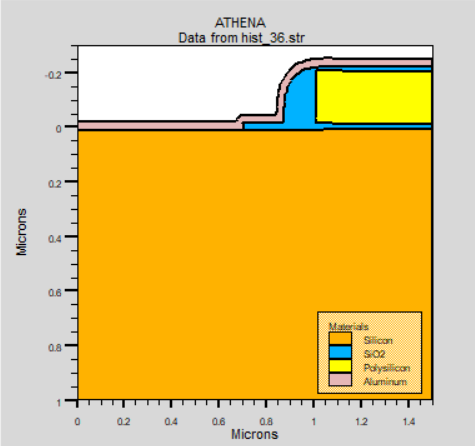 ATHENA
Data from hist_36.str
-0.2
0
0.2
0.4
0.6
0.8
1
Microns
0 0.2 0.4 0.6 0.8 1 1.2 1.4
Microns
Materials
Silicon
SiO2
Polysilicon
Aluminum